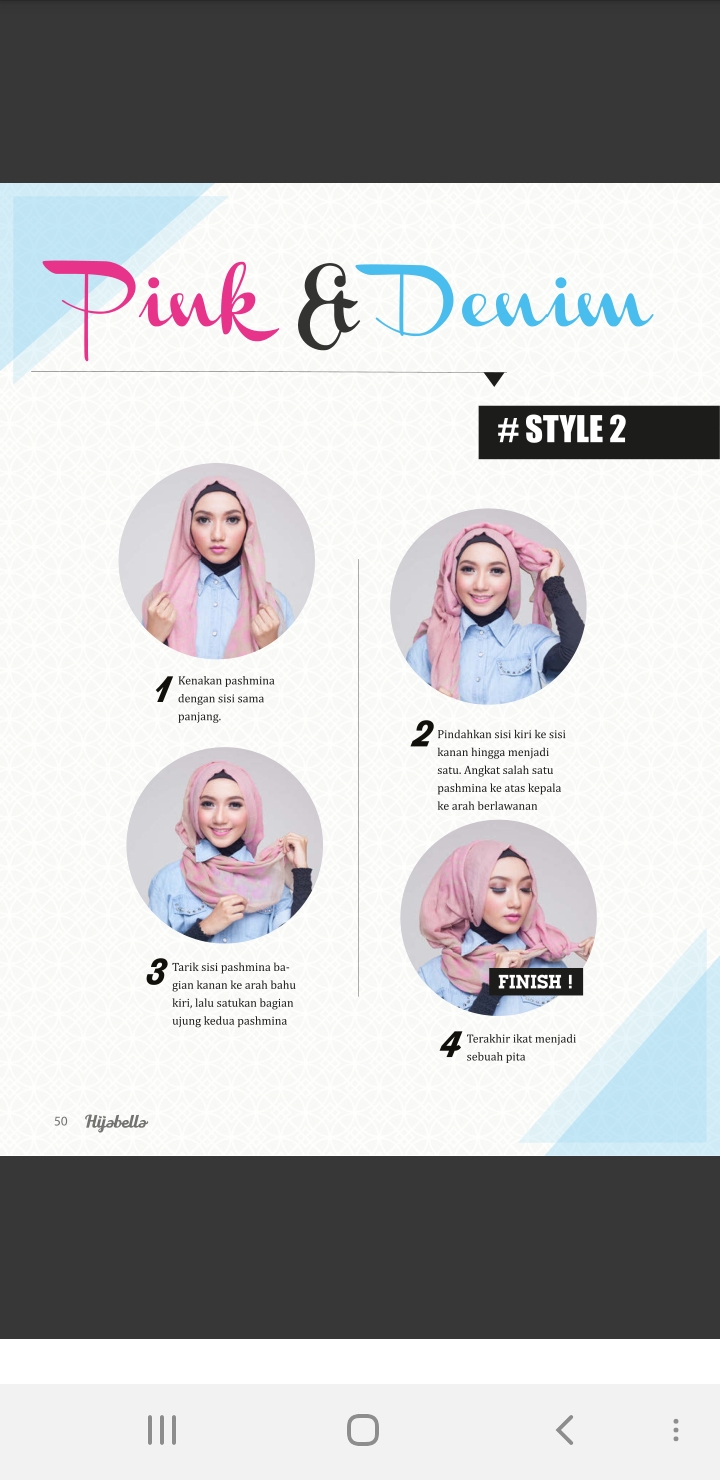 Pink & Denim
# STYLE 2
1 Kenakan pashmina
dengan sisi sama
panjang.
2 Pindahkan sisi kiri ke sisi
kanan hingga menjadi
satu. Angkat salah satu
pashmina ke atas kepala
ke arah berlawanan
3 Tarik sisi pashmina ba-
gian kanan ke arah bahu
kiri, lalu satukan bagian
ujung kedua pashmina
FINISH !
4 Terakhir ikat menjadi
sebuah pita
50 Hijabella